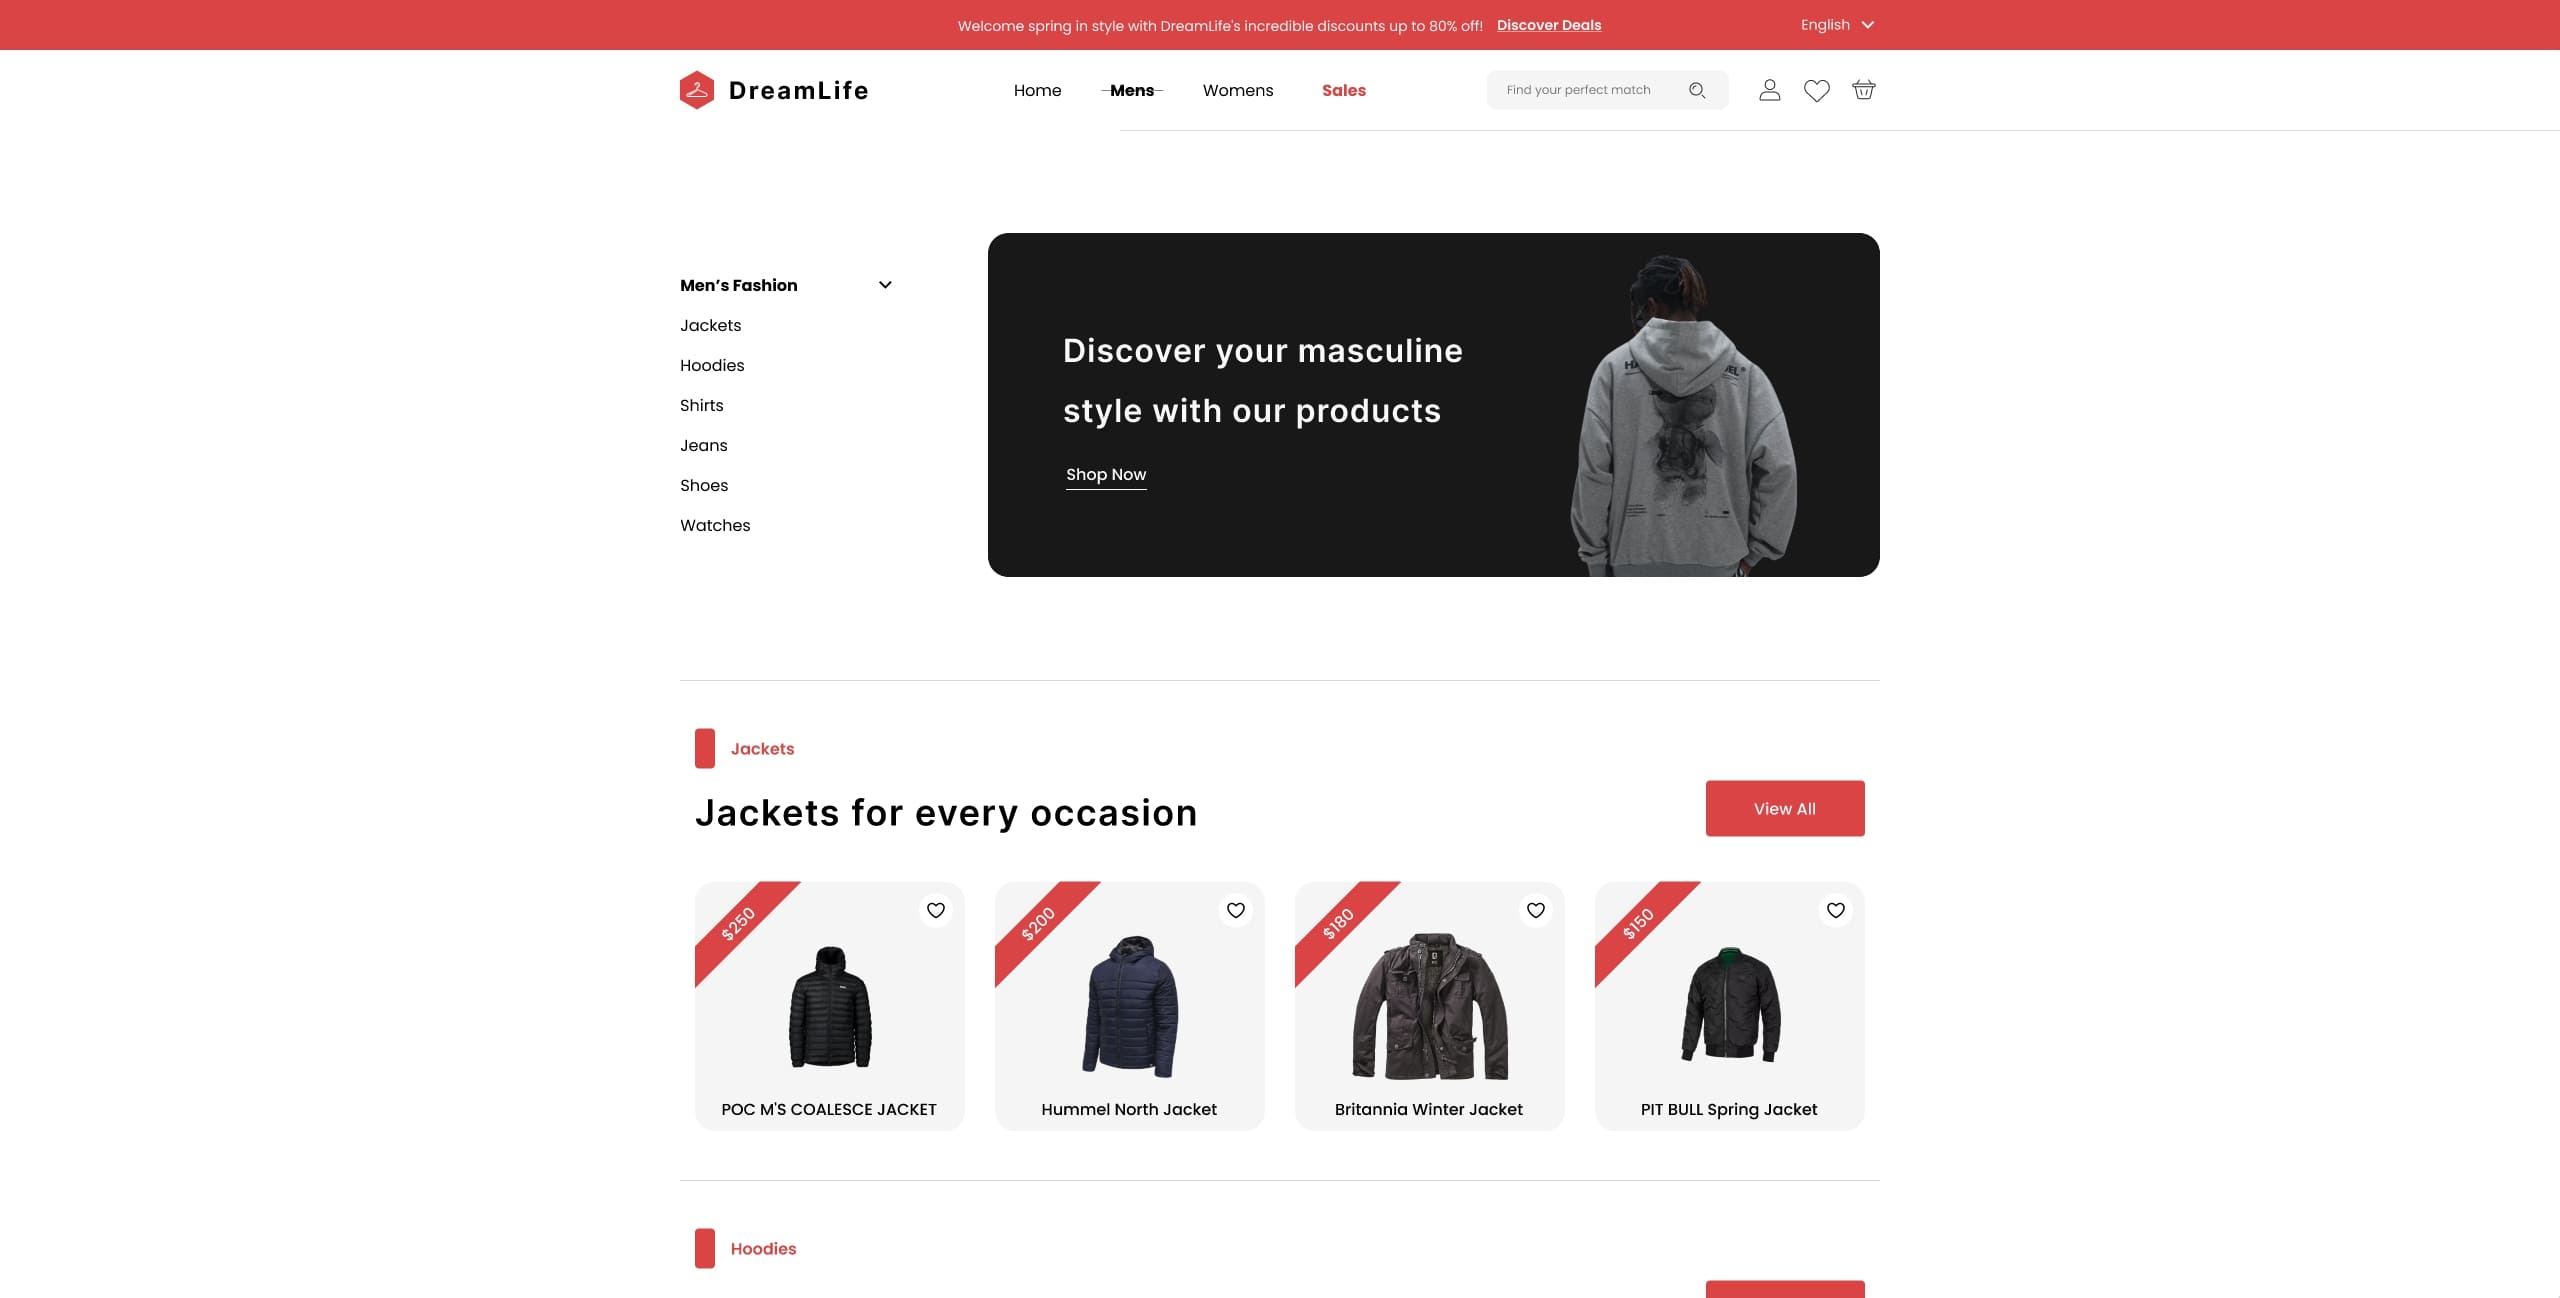 Welcome spring in style with DreamLife's incredible discounts up to 80% off! Discover Deals
English
DreamLife
Home
Mens
Womens
Sales
Find your perfect match
Men’s Fashion
Jackets
Hoodies
Shirts
Jeans
Shoes
Watches
Discover your masculine
style with our products
Shop Now
Jackets
Jackets for every occasion
View All
$250
$200
$180
$150
POC M'S COALESCE JACKET
Hummel North Jacket
Britannia Winter Jacket
PIT BULL Spring Jacket
Hoodies